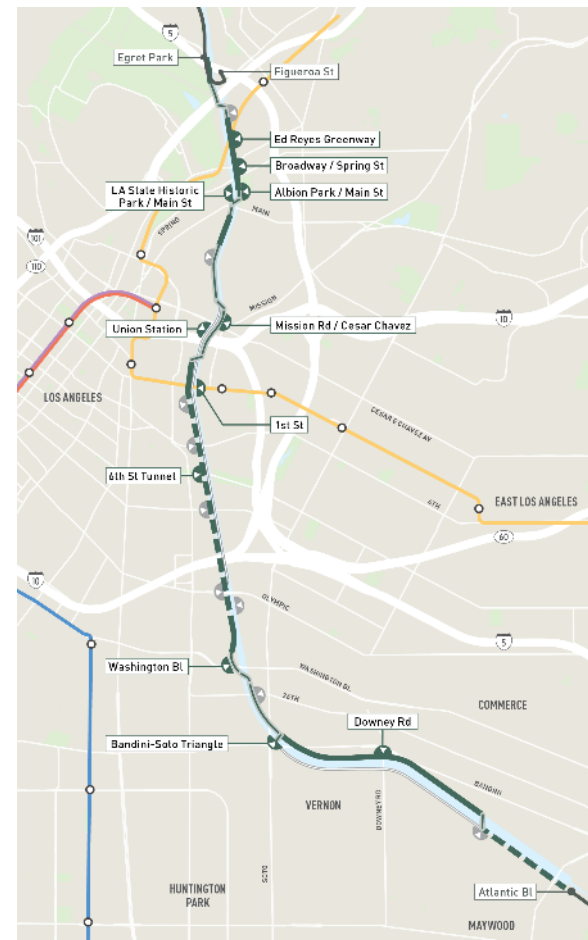 5
Egret Park
Figueroa St
Ed Reyes Greenway
Broadway / Spring St
LA State Historic
Park / Main St
Albion Park / Main St
MAIN
SPRING
101
110
MISSION
10
Union Station
Mission Rd / Cesar Chavez
LOS ANGELES
CESAR E CHAVEZ AV
1st St
6th St Tunnel
6TH
EAST LOS ANGELES
60
10
OLYMPIC
5
Washington Bl
WASHINGTON BL
26TH
COMMERCE
Downey Rd
Bandini-Soto Triangle
BANDINI
VERNON
DOWNEY RD
SOTO
HUNTINGTON
PARK
Atlantic Bl
MAYWOOD